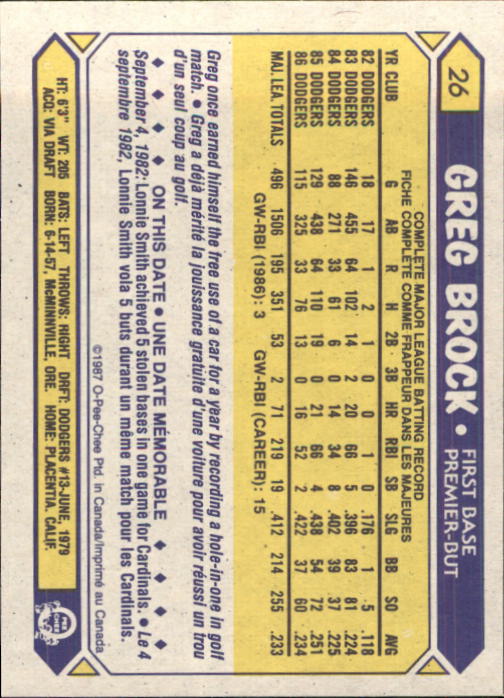 26
GREG BROCK • FIRST BASE
PREMIER-BUT
COMPLETE MAJOR LEAGUE BATTING RECORD
FICHE COMPLÈTE COMME FRAPPEUR DANS LES MAJEURES
YR CLUB G AB R H 2B 3B HR RBI SB SLG BB SO AVG
82 DODGERS 18 17 1 2 1 0 0 1 0 .176 1 5 .118
83 DODGERS 146 455 64 102 14 2 20 66 5 .396 83 81 .224
84 DODGERS 88 271 33 61 6 0 14 34 8 .402 39 37 .225
85 DODGERS 129 438 64 110 19 0 21 66 4 .438 54 72 .251
86 DODGERS 115 325 33 76 13 0 16 52 2 .422 37 60 .234
MAJ. LEA. TOTALS 496 1506 195 351 53 2 71 219 19 .412 214 255 .233
GW-RBI (1986): 3 GW-RBI (CAREER): 15
Greg once earned himself the free use of a car for a year by recording a hole-in-one in golf
match. • Greg a déjà mérité la jouissance gratuite d'une voiture pour avoir réussi un trou
d'un seul coup au golf.
♦ ♦ ♦ ON THIS DATE • UNE DATE MÉMORABLE ♦ ♦ ♦
September 4, 1982: Lonnie Smith achieved 5 stolen bases in one game for Cardinals. • Le 4
septembre 1982, Lonnie Smith vola 5 buts durant un même match pour les Cardinals.
©1987 O-Pee-Chee Ptd. in Canada/Imprimé au Canada
HT: 6'3" WT: 205 BATS: LEFT THROWS: RIGHT DRFT: DODGERS #13-JUNE, 1979
ACQ: VIA DRAFT BORN: 6-14-57, McMINNVILLE, ORE. HOME: PLACENTIA, CALIF.
O PEE CHEE